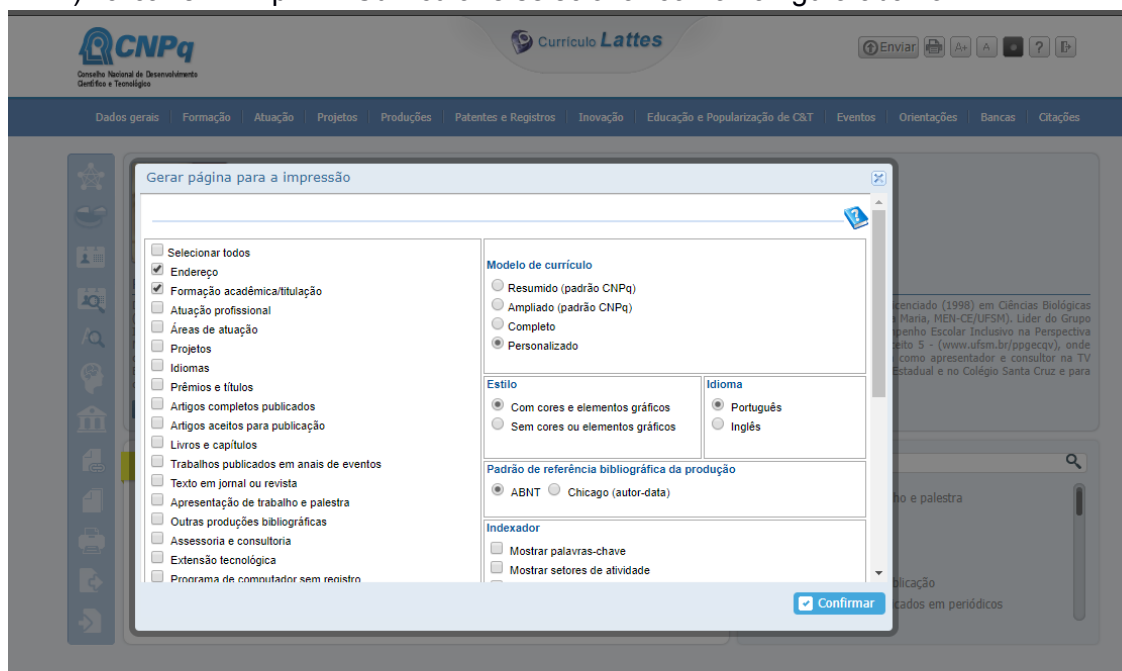 CNPq
Conselho Nacional de Desenvolvimento
Científico e Tecnológico
Currículo Lattes
Enviar A+ A ?
Dados gerais Formação Atuação Projetos Produções Patentes e Registros Inovação Educação e Popularização de C&T Eventos Orientações Bancas Citações
Gerar página para a impressão
Selecionar todos
Endereço
Formação acadêmica/titulação
Atuação profissional
Áreas de atuação
Projetos
Idiomas
Prêmios e títulos
Artigos completos publicados
Artigos aceitos para publicação
Livros e capítulos
Trabalhos publicados em anais de eventos
Texto em jornal ou revista
Apresentação de trabalho e palestra
Outras produções bibliográficas
Assessoria e consultoria
Extensão tecnológica
Programa de computador sem registro
Modelo de currículo
Resumido (padrão CNPq)
Ampliado (padrão CNPq)
Completo
Personalizado
Estilo
Com cores e elementos gráficos
Sem cores ou elementos gráficos
Idioma
Português
Inglês
Padrão de referência bibliográfica da produção
ABNT Chicago (autor-data)
Indexador
Mostrar palavras-chave
Mostrar setores de atividade
Confirmar
(1998) em Ciências Biológicas
Maria, MEN-CE/UFSM). Líder do Grupo
Escolar Inclusivo na Perspectiva
5 - (www.ufsm.br/ppgecqv), onde
como apresentador e consultor na TV
Estadual e no Colégio Santa Cruz e para
e palestra
em periódicos